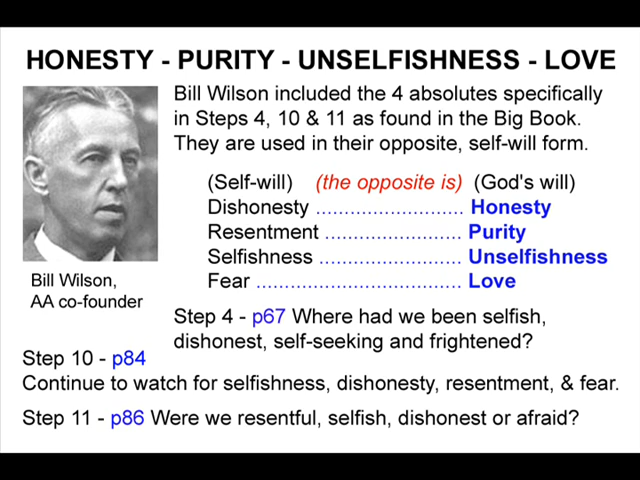 HONESTY - PURITY - UNSELFISHNESS - LOVE
Bill Wilson included the 4 absolutes specifically
in Steps 4, 10 & 11 as found in the Big Book.
They are used in their opposite, self-will form.
(Self-will) (the opposite is) (God's will)
Dishonesty .......................... Honesty
Resentment ........................ Purity
Selfishness ......................... Unselfishness
Fear .................................... Love
Bill Wilson,
AA co-founder
Step 4 - p67 Where had we been selfish,
dishonest, self-seeking and frightened?
Step 10 - p84
Continue to watch for selfishness, dishonesty, resentment, & fear.
Step 11 - p86 Were we resentful, selfish, dishonest or afraid?